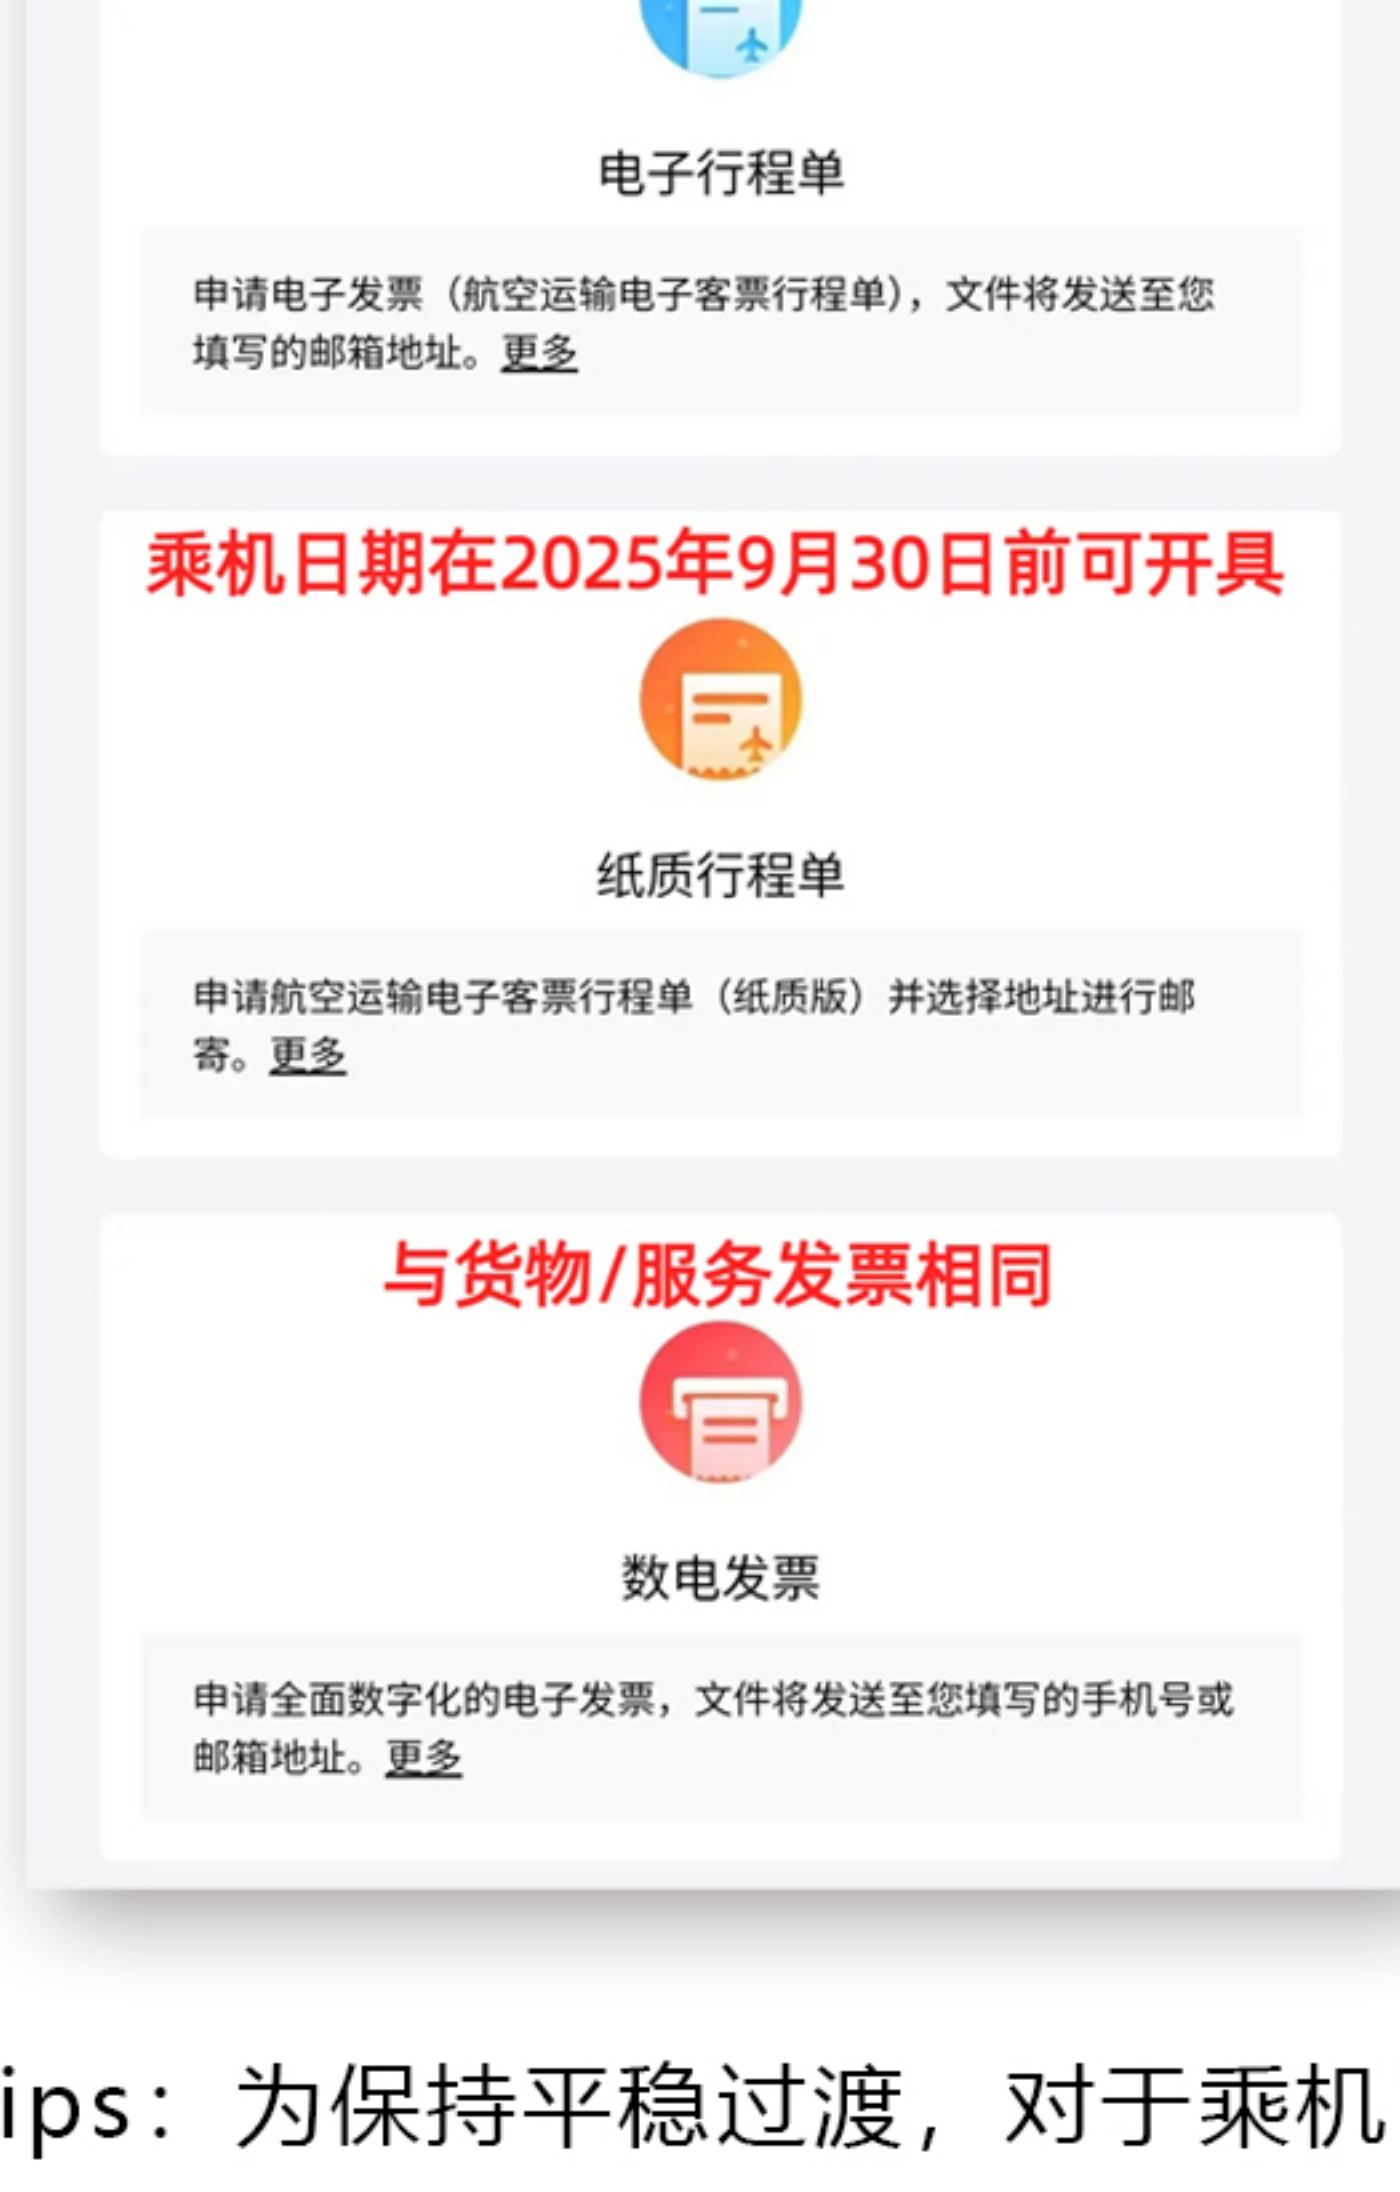 电子行程单
申请电子发票（航空运输电子客票行程单），文件将发送至您
填写的邮箱地址。更多
乘机日期在2025年9月30日前可开具
纸质行程单
申请航空运输电子客票行程单（纸质版）并选择地址进行邮
寄。更多
与货物/服务发票相同
数电发票
申请全面数字化的电子发票，文件将发送至您填写的手机号或
邮箱地址。更多
ips：为保持平稳过渡，对于乘机